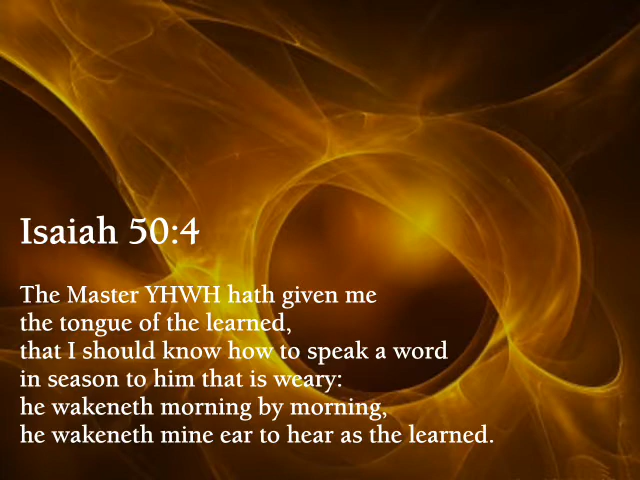 Isaiah 50:4
The Master YHWH hath given me
the tongue of the learned,
that I should know how to speak a word
in season to him that is weary:
he wakeneth morning by morning,
he wakeneth mine ear to hear as the learned.